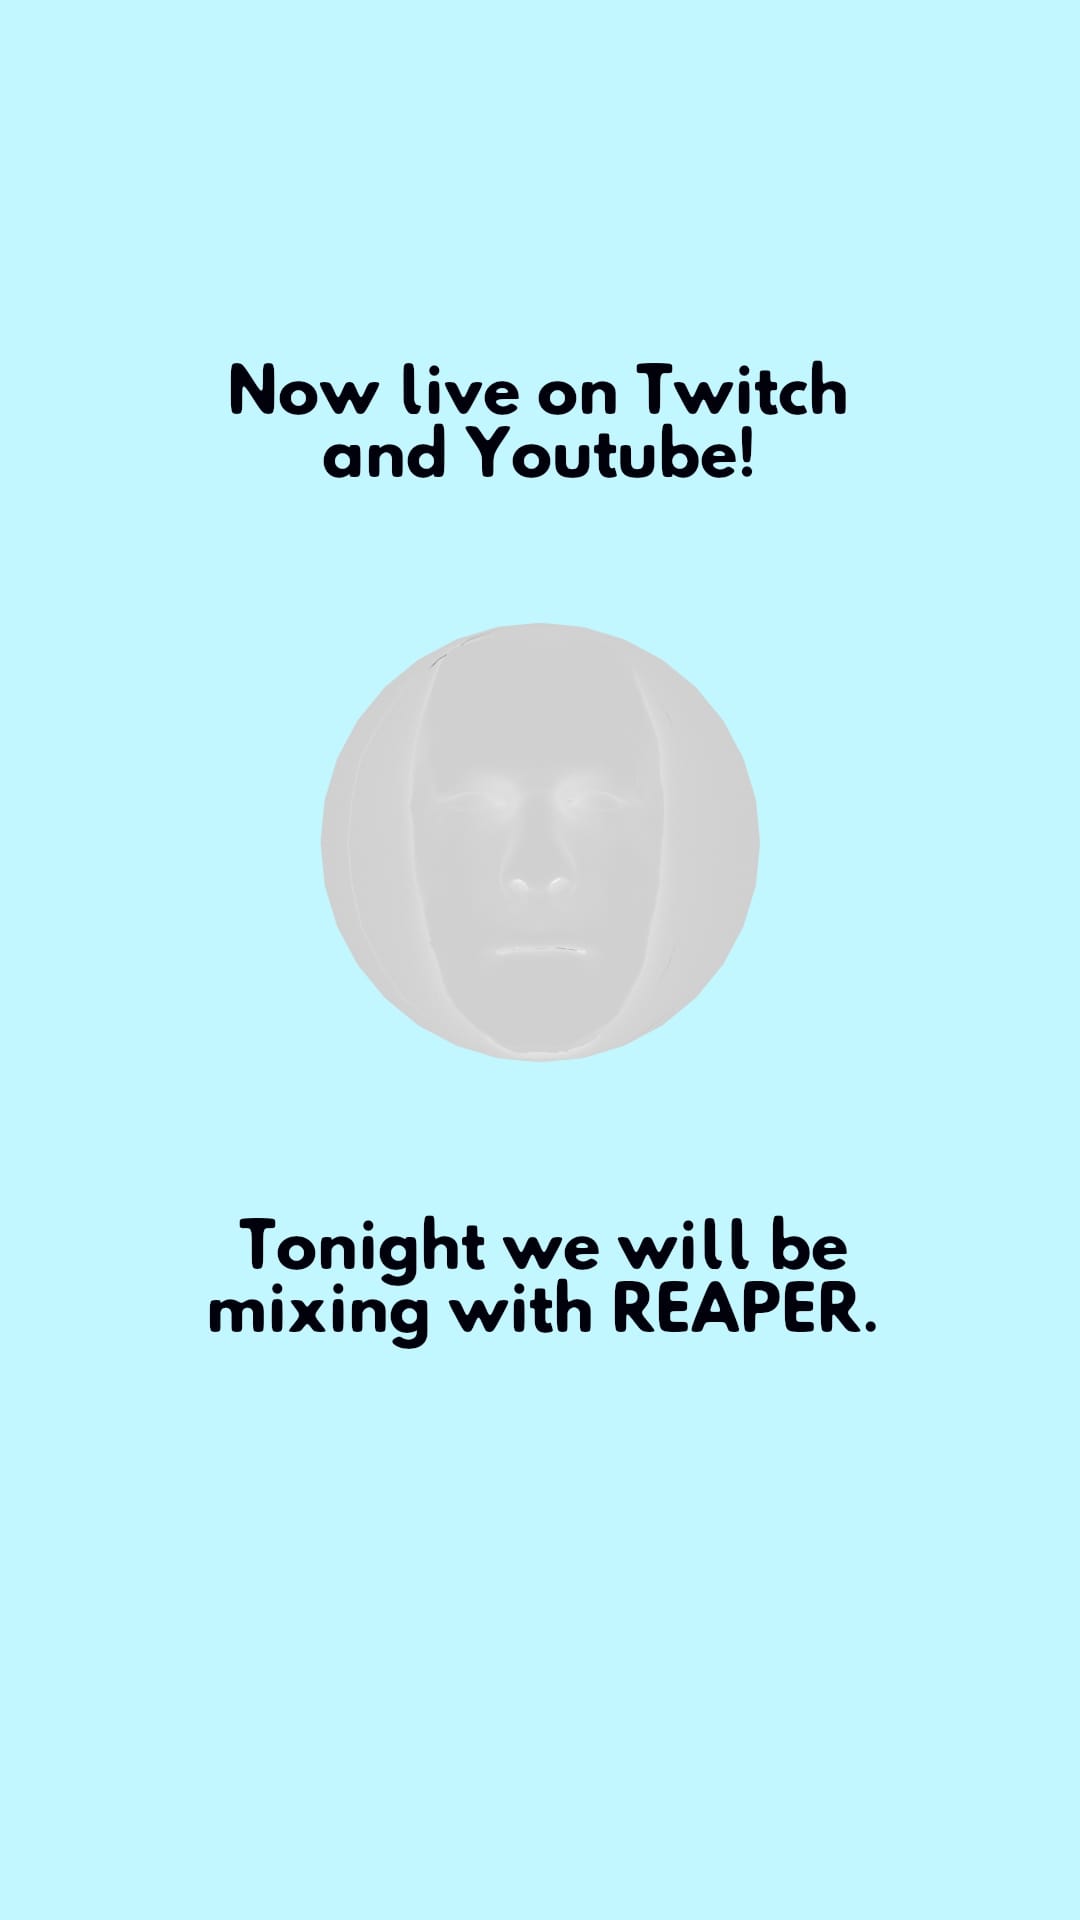 Now live on Twitch
and Youtube!
Tonight we will be
mixing with REAPER.